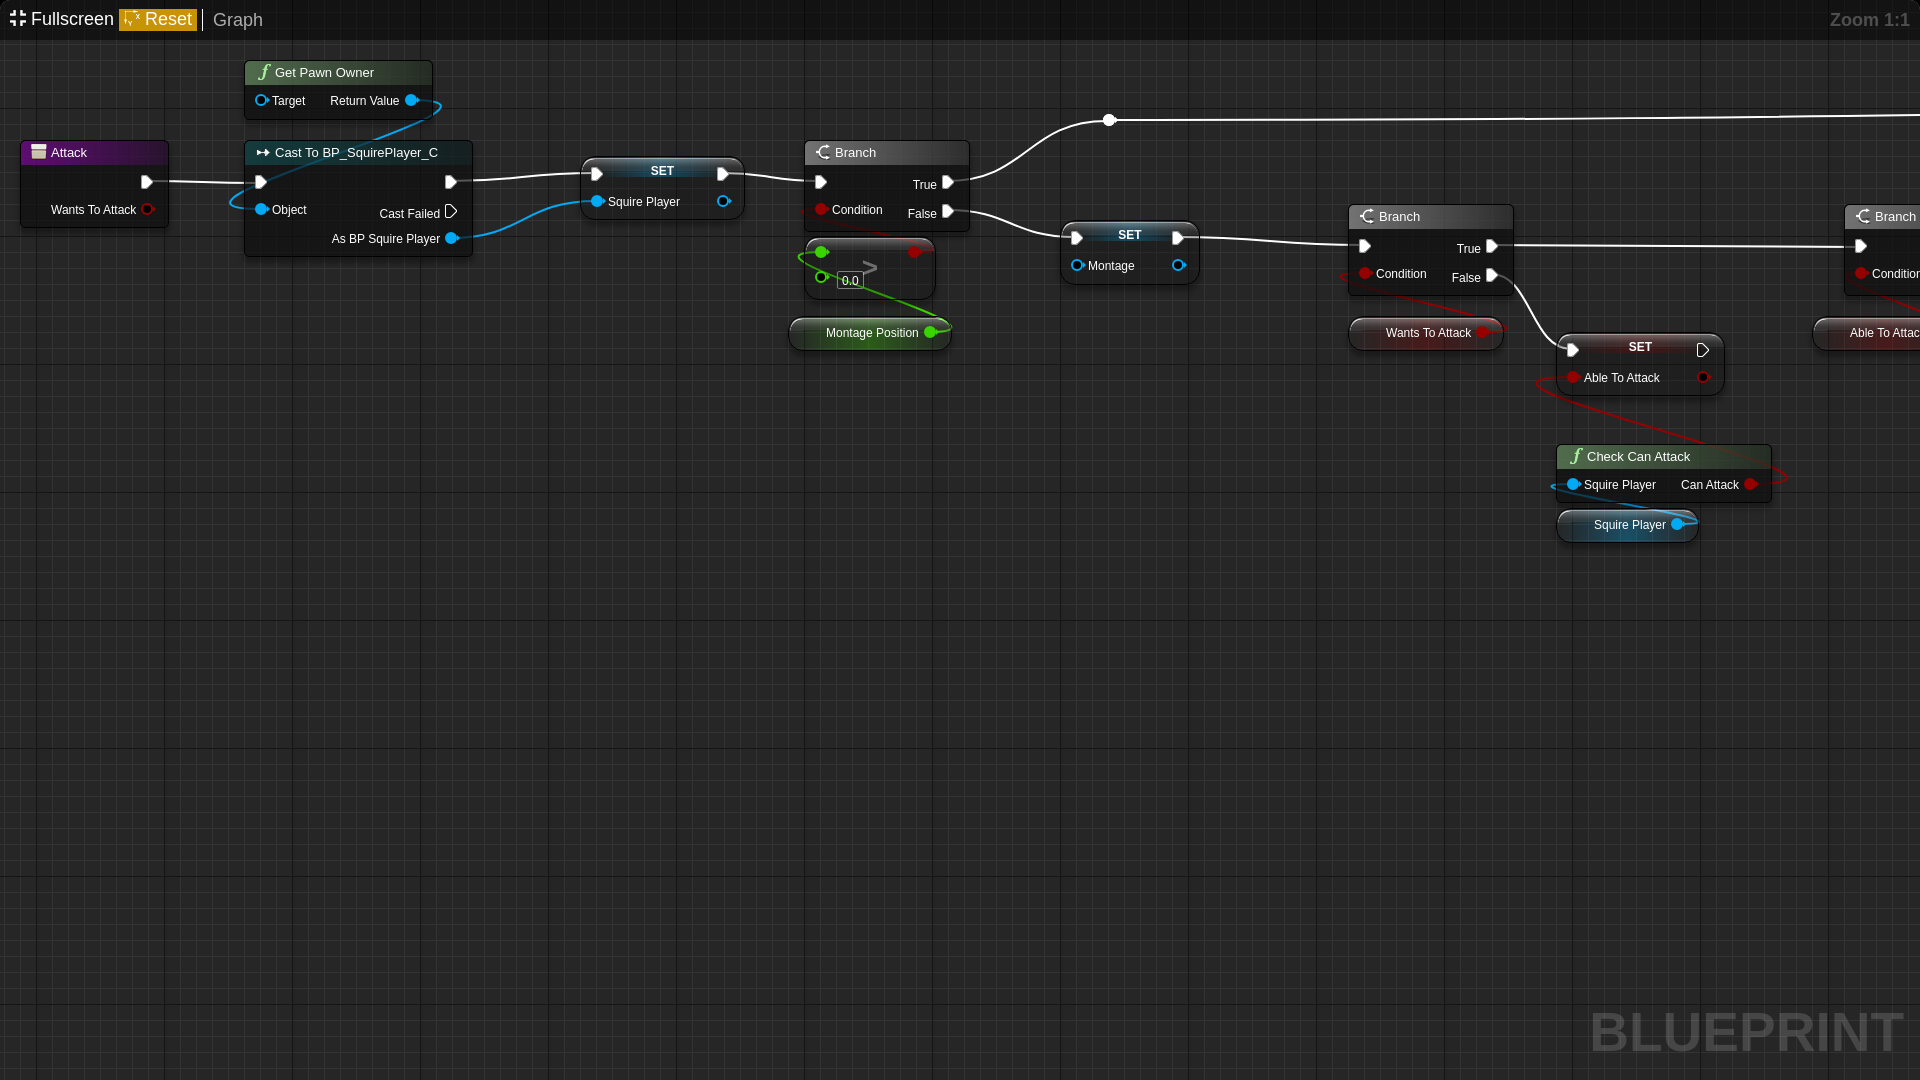 Fullscreen Reset Graph
Zoom 1:1
Get Pawn Owner
Target Return Value
Attack
Wants To Attack
Cast To BP_SquirePlayer_C
Object
Cast Failed
As BP Squire Player
SET
Squire Player
Branch
True
Condition
False
>
0.0
Montage Position
SET
Montage
Branch
True
Condition
False
Wants To Attack
SET
Able To Attack
Check Can Attack
Squire Player Can Attack
Squire Player
Branch
Condition
Able To Attac
BLUEPRINT